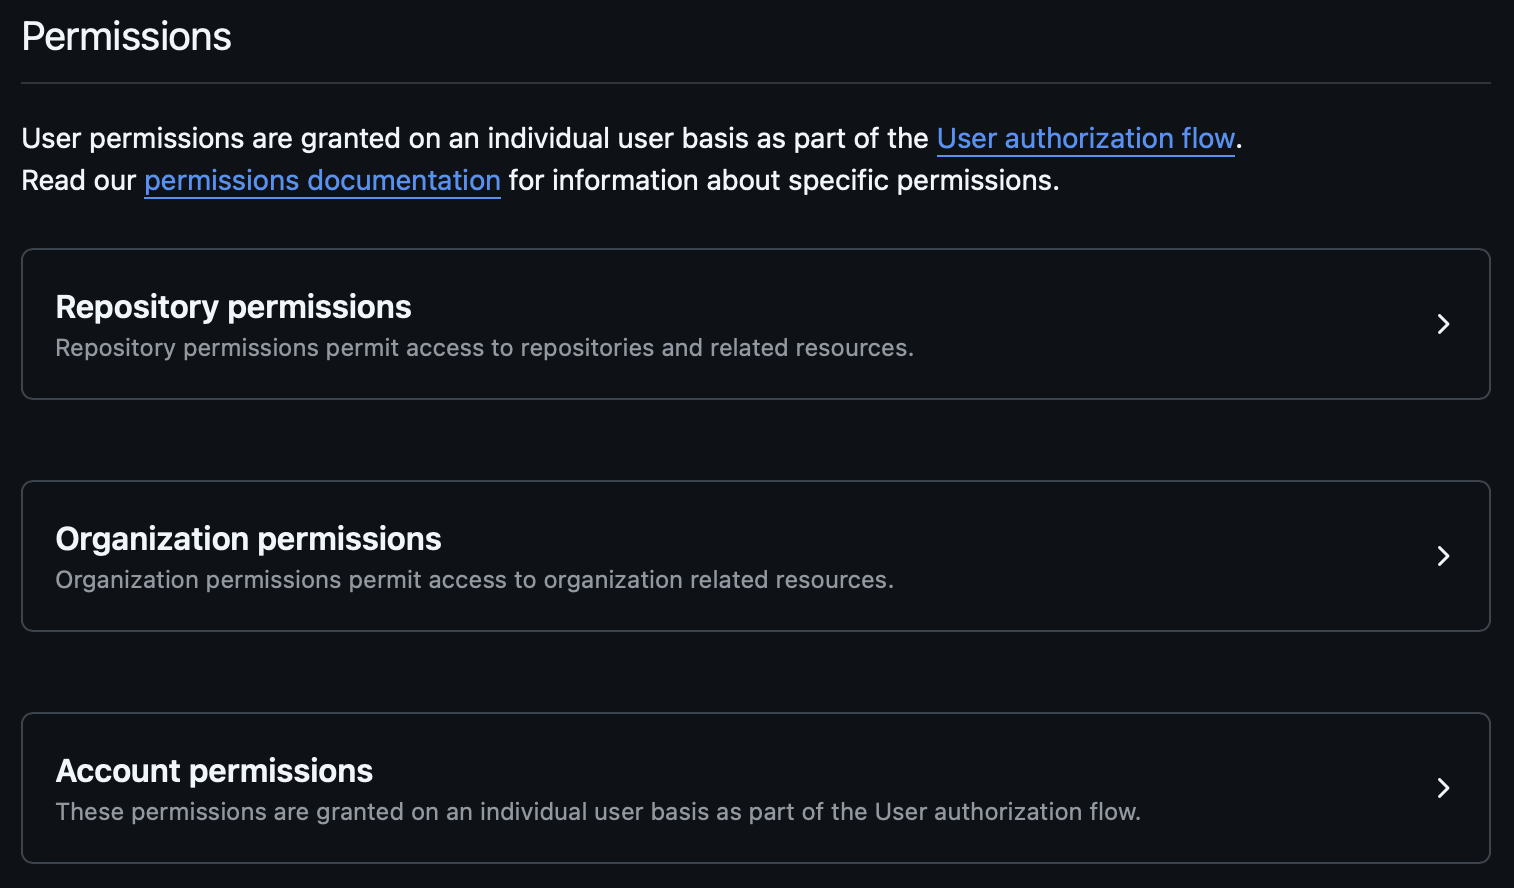 Permissions
User permissions are granted on an individual user basis as part of the User authorization flow.
Read our permissions documentation for information about specific permissions.
Repository permissions
Repository permissions permit access to repositories and related resources.
Organization permissions
Organization permissions permit access to organization related resources.
Account permissions
These permissions are granted on an individual user basis as part of the User authorization flow.